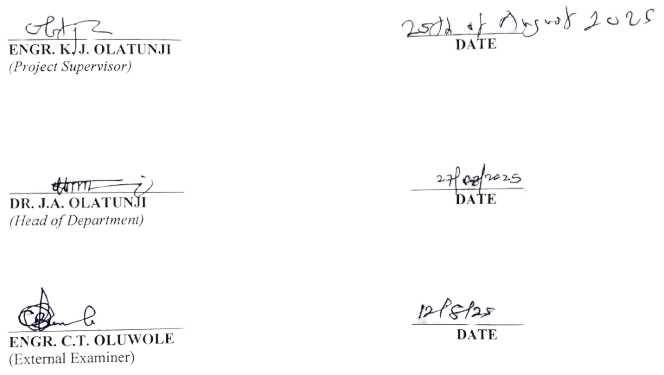 25th of August 2025
ENGR. K.J. OLATUNJI
DATE
(Project Supervisor)
27/08/2025
DR. J.A. OLATUNJI
DATE
(Head of Department)
12/8/25
ENGR. C.T. OLUWOLE
DATE
(External Examiner)